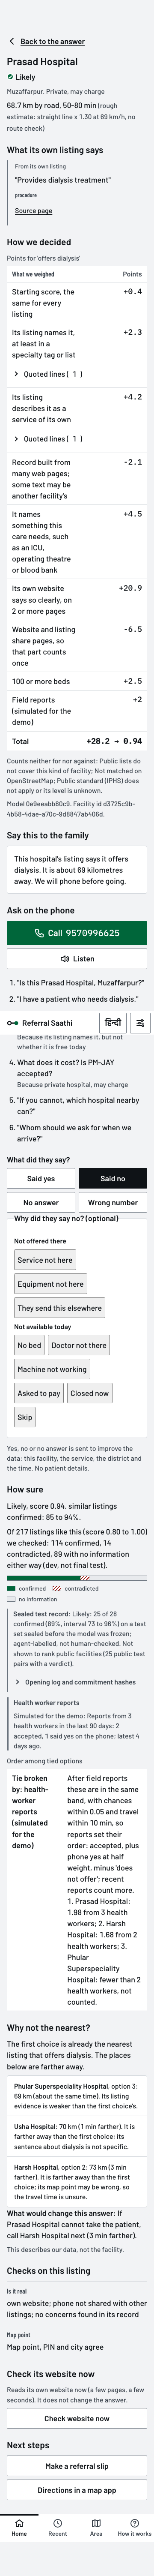 Back to the answer
Prasad Hospital
Likely
Muzaffarpur. Private, may charge
68.7 km by road, 50-80 min (rough
estimate: straight line x 1.30 at 69 km/h, no
route check)
What its own listing says
From its own listing
"Provides dialysis treatment"
procedure
Source page
How we decided
Points for 'offers dialysis'
What we weighed Points
Starting score, the +0.4
same for every
listing
Its listing names it, +2.3
at least in a
specialty tag or list
Quoted lines ( 1 )
Its listing +4.2
describes it as a
service of its own
Quoted lines ( 1 )
Record built from -2.1
many web pages;
some text may be
another facility's
It names +4.5
something this
care needs, such
as an ICU,
operating theatre
or blood bank
Its own website +20.9
says so clearly, on
2 or more pages
Website and listing -6.5
share pages, so
that part counts
once
100 or more beds +2.5
Field reports +2
(simulated for the
demo)
Total +28.2 → 0.94
Counts neither for nor against: Public lists do
not cover this kind of facility; Not matched on
OpenStreetMap; Public standard (IPHS) does
not apply or its level is unknown.
Model 0e9eeabb80c9. Facility id d3725c9b-
4b58-4dae-a70c-9d8847ab406d.
Say this to the family
This hospital's listing says it offers
dialysis. It is about 69 kilometres
away. We will phone before going.
Ask on the phone
Call 9570996625
Listen
1. "Is this Prasad Hospital, Muzaffarpur?"
2. "I have a patient who needs dialysis."
Referral Saathi हिन्दी
Because its listing names it, but not
whether it is free today
4. What does it cost? Is PM-JAY
accepted?
Because private hospital, may charge
5. "If you cannot, which hospital nearby
can?"
6. "Whom should we ask for when we
arrive?"
What did they say?
Said yes Said no
No answer Wrong number
Why did they say no? (optional)
Not offered there
Service not here
Equipment not here
They send this elsewhere
Not available today
No bed Doctor not there
Machine not working
Asked to pay Closed now
Skip
Yes, no or no answer is sent to improve the
data: this facility, the service, the district and
the time. No patient details.
How sure
Likely, score 0.94. similar listings
confirmed: 85 to 94%.
Of 217 listings like this (score 0.80 to 1.00)
we checked: 114 confirmed, 14
contradicted, 89 with no information
either way (dev, not final test).
confirmed contradicted
no information
Sealed test record: Likely: 25 of 28
confirmed (89%, interval 73 to 96%) on a test
set sealed before the model was frozen;
agent-labelled, not human-checked. Not
shown to rank public facilities (25 public test
pairs with a verdict).
Opening log and commitment hashes
Health worker reports
Simulated for the demo: Reports from 3
health workers in the last 90 days: 2
accepted, 1 said yes on the phone; latest 4
days ago.
Order among tied options
Tie broken After field reports
by: health- these are in the same
worker band, with chances
reports within 0.05 and travel
(simulated within 10 min, so
for the reports set their
demo) order: accepted, plus
phone yes at half
weight, minus 'does
not offer'; recent
reports count more.
1. Prasad Hospital:
1.98 from 3 health
workers; 2. Harsh
Hospital: 1.68 from 2
health workers; 3.
Phular
Superspeciality
Hospital: fewer than 2
health workers, not
counted.
Why not the nearest?
The first choice is already the nearest
listing that offers dialysis. The places
below are farther away.
Phular Superspeciality Hospital, option 3:
69 km (about the same time). Its listing
evidence is weaker than the first choice's.
Usha Hospital: 70 km (1 min farther). It is
farther away than the first choice; its
sentence about dialysis is not specific.
Harsh Hospital, option 2: 73 km (3 min
farther). It is farther away than the first
choice; its map point may be wrong, so
the travel time is unsure.
What would change this answer: If
Prasad Hospital cannot take the patient,
call Harsh Hospital next (3 min farther).
This describes our data, not the facility.
Checks on this listing
Is it real
own website; phone not shared with other
listings; no concerns found in its record
Map point
Map point, PIN and city agree
Check its website now
Reads its own website now (a few pages, a few
seconds). It does not change the answer.
Check website now
Next steps
Make a referral slip
Directions in a map app
Home Recent Area How it works